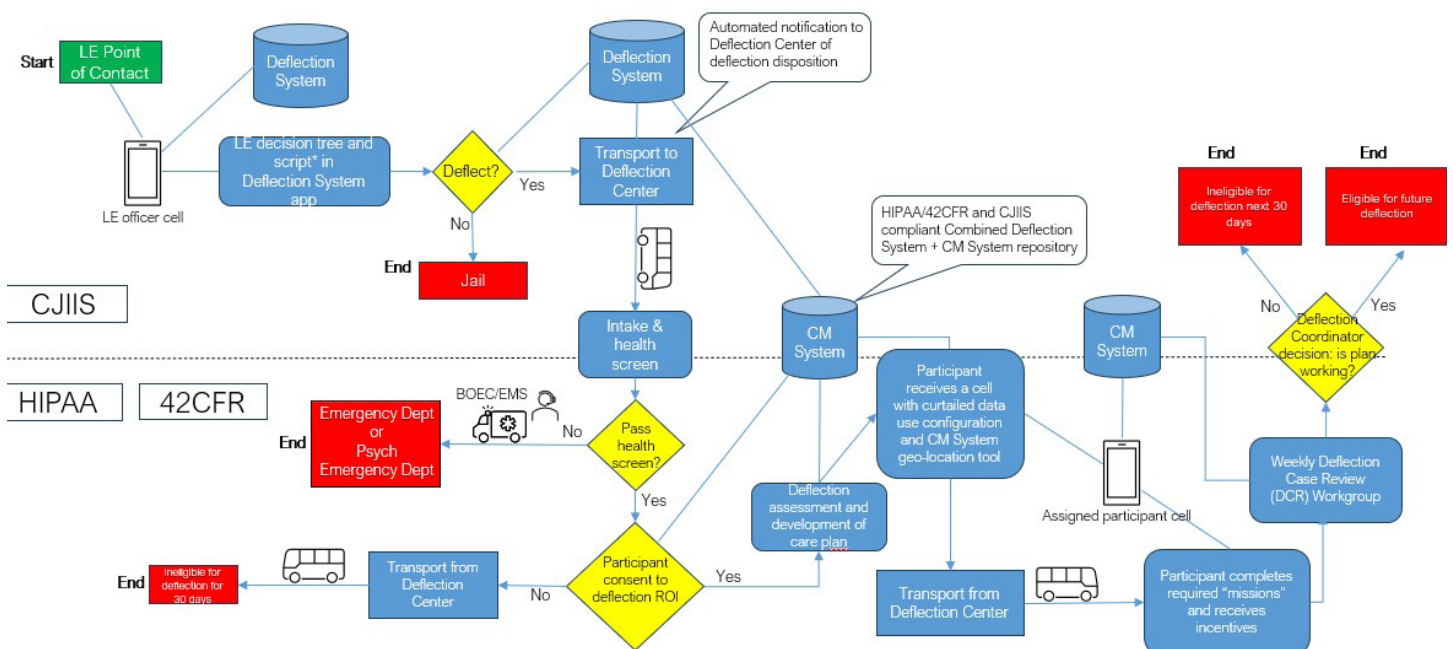 Start
LE Point
of Contact
Deflection
System
LE officer cell
LE decision tree and
script* in
Deflection System
app
Deflect?
Yes
No
End
Jail
Deflection
System
Automated notification to
Deflection Center of
deflection disposition
Transport to
Deflection
Center
CJIIS
Intake &
health
screen
HIPAA
42CFR
BOEC/EMS
Pass
health
screen?
No
End
Emergency Dept
or
Psych
Emergency Dept
Yes
Participant
consent to
deflection ROI
No
Transport from
Deflection
Center
End
Ineligible for
deflection for
30 days
Yes
Deflection
assessment and
development of
care plan
CM
System
HIPAA/42CFR and CJIIS
compliant Combined Deflection
System + CM System repository
Participant
receives a cell
with curtailed data
use configuration
and CM System
geo-location tool
Transport from
Deflection Center
CM
System
Assigned participant cell
Participant completes
required “missions”
and receives
incentives
Weekly Deflection
Case Review
(DCR) Workgroup
Deflection
Coordinator
decision: is plan
working?
No
End
Ineligible for
deflection next 30
days
Yes
End
Eligible for future
deflection